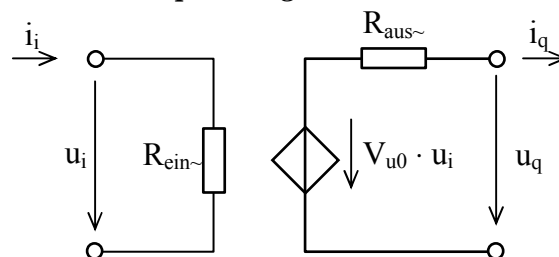 i_i
R_aus~
i_q
u_i
R_ein~
V_u0 · u_i
u_q